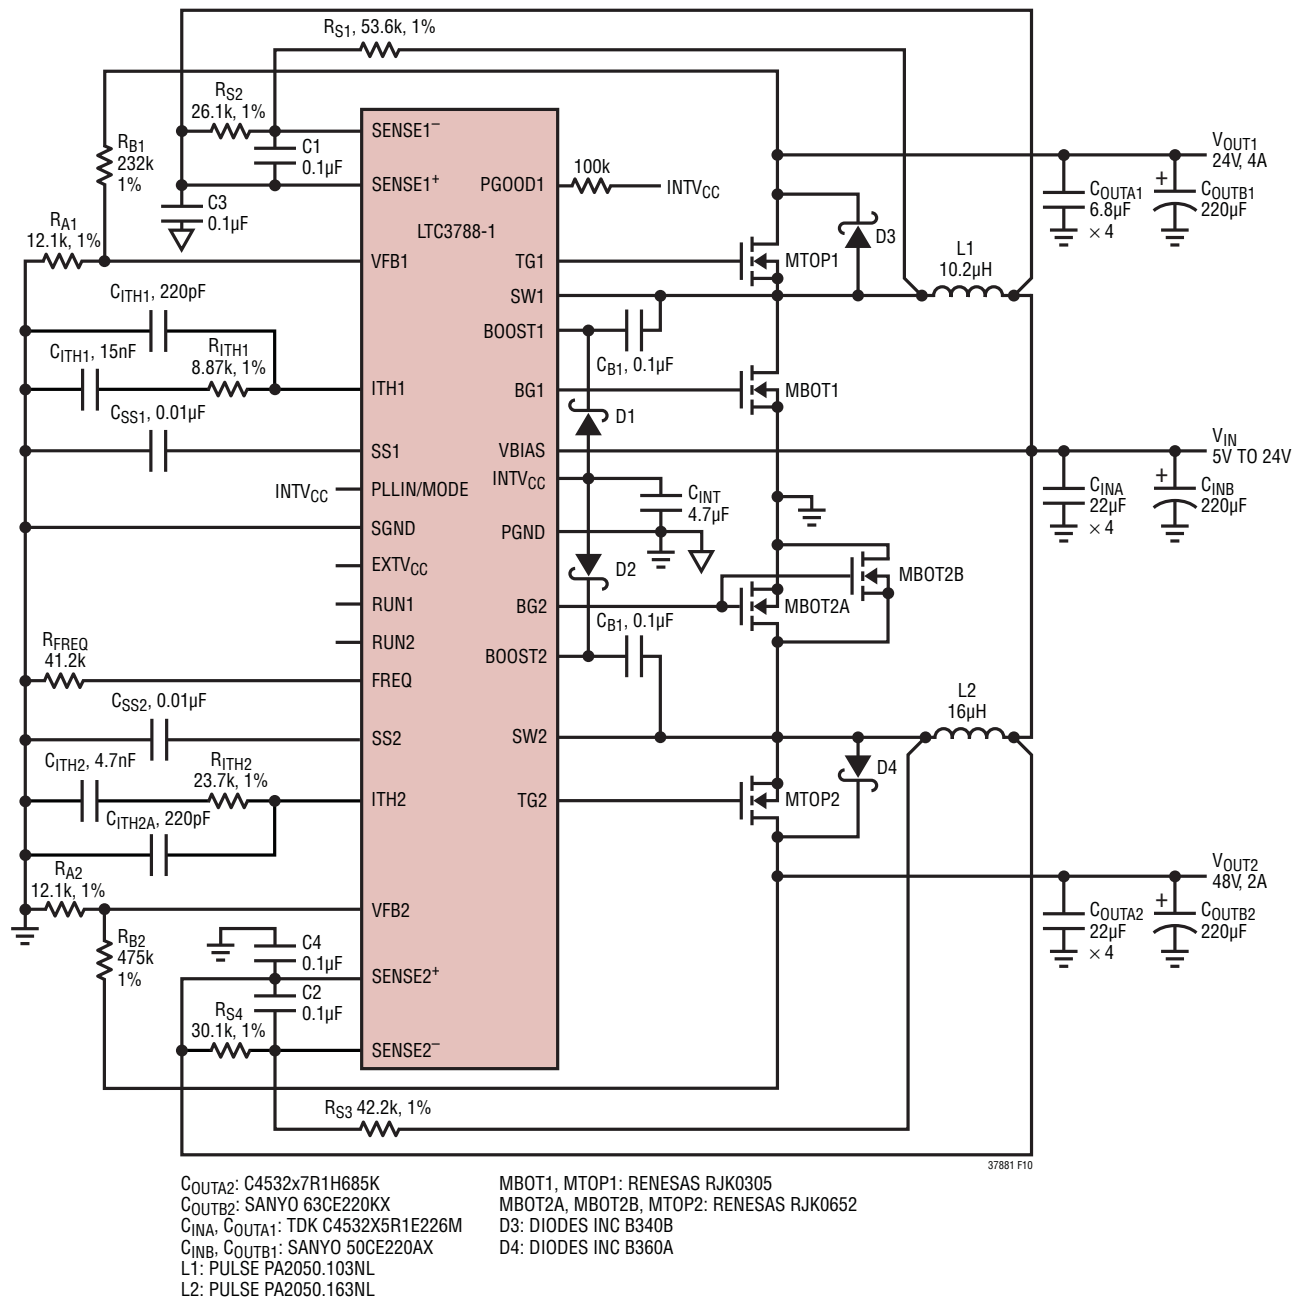 RS1, 53.6k, 1%
RS2
26.1k, 1%
C1
0.1µF
RB1
232k
1%
C3
0.1µF
RA1
12.1k, 1%
CITH1, 220pF
CITH1, 15nF
RITH1
8.87k, 1%
CSS1, 0.01µF
INTVCC
RFREQ
41.2k
CSS2, 0.01µF
CITH2, 4.7nF
RITH2
23.7k, 1%
CITH2A, 220pF
RA2
12.1k, 1%
RB2
475k
1%
C4
0.1µF
C2
0.1µF
RS4
30.1k, 1%
RS3 42.2k, 1%
LTC3788-1
SENSE1–
SENSE1+
VFB1
ITH1
SS1
PLLIN/MODE
SGND
EXTVCC
RUN1
RUN2
FREQ
SS2
ITH2
VFB2
SENSE2+
SENSE2–
PGOOD1
TG1
SW1
BOOST1
BG1
VBIAS
INTVCC
PGND
BG2
BOOST2
SW2
TG2
100k
INTVCC
CB1, 0.1µF
D1
CINT
4.7µF
D2
CB1, 0.1µF
MTOP1
D3
L1
10.2µH
MBOT1
MBOT2B
MBOT2A
L2
16µH
D4
MTOP2
VOUT1
24V, 4A
COUTA1
6.8µF
× 4
+
COUTB1
220µF
VIN
5V TO 24V
CINA
22µF
× 4
+
CINB
220µF
VOUT2
48V, 2A
COUTA2
22µF
× 4
+
COUTB2
220µF
37881 F10
COUTA2: C4532x7R1H685K
COUTB2: SANYO 63CE220KX
CINA, COUTA1: TDK C4532X5R1E226M
CINB, COUTB1: SANYO 50CE220AX
L1: PULSE PA2050.103NL
L2: PULSE PA2050.163NL
MBOT1, MTOP1: RENESAS RJK0305
MBOT2A, MBOT2B, MTOP2: RENESAS RJK0652
D3: DIODES INC B340B
D4: DIODES INC B360A